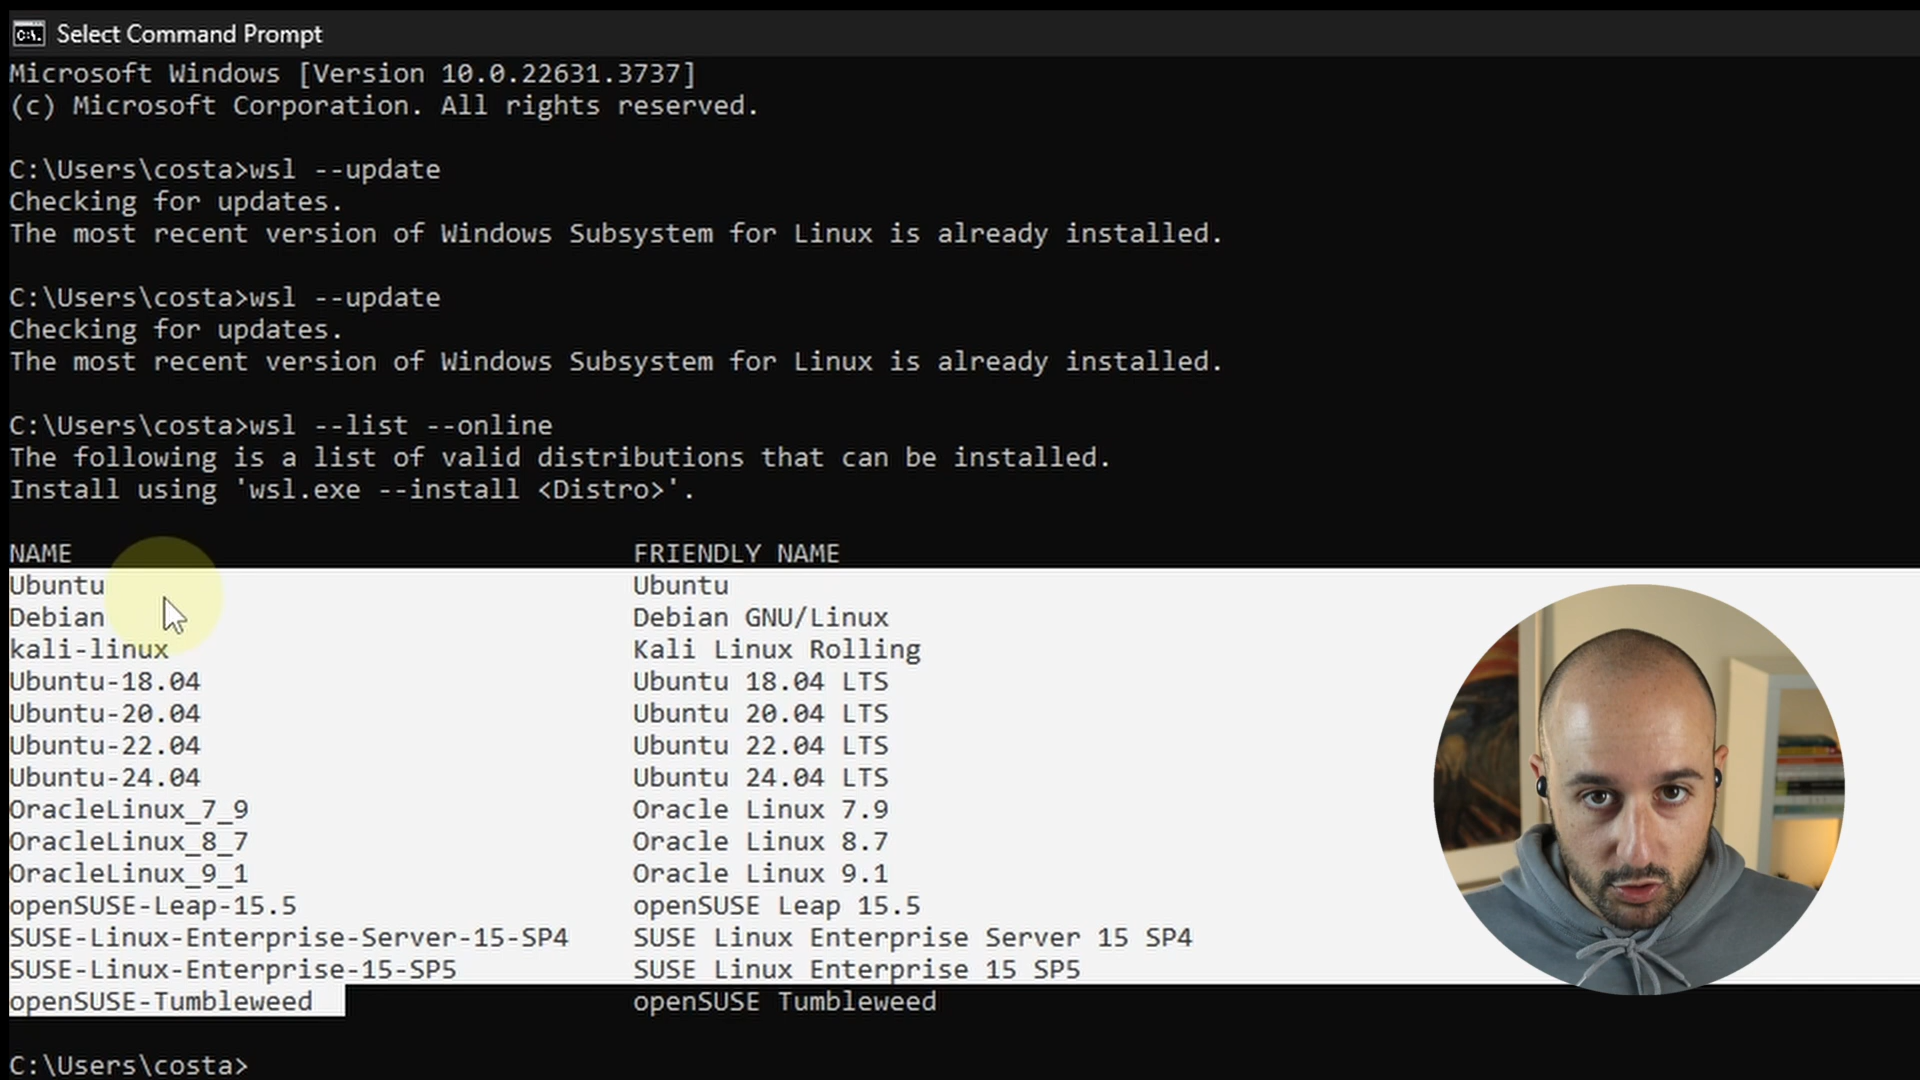 Select Command Prompt
Microsoft Windows [Version 10.0.22631.3737]
(c) Microsoft Corporation. All rights reserved.
C:\Users\costa>wsl --update
Checking for updates.
The most recent version of Windows Subsystem for Linux is already installed.
C:\Users\costa>wsl --update
Checking for updates.
The most recent version of Windows Subsystem for Linux is already installed.
C:\Users\costa>wsl --list --online
The following is a list of valid distributions that can be installed.
Install using 'wsl.exe --install <Distro>'.
NAME FRIENDLY NAME
Ubuntu Ubuntu
Debian Debian GNU/Linux
kali-linux Kali Linux Rolling
Ubuntu-18.04 Ubuntu 18.04 LTS
Ubuntu-20.04 Ubuntu 20.04 LTS
Ubuntu-22.04 Ubuntu 22.04 LTS
Ubuntu-24.04 Ubuntu 24.04 LTS
OracleLinux_7_9 Oracle Linux 7.9
OracleLinux_8_7 Oracle Linux 8.7
OracleLinux_9_1 Oracle Linux 9.1
openSUSE-Leap-15.5 openSUSE Leap 15.5
SUSE-Linux-Enterprise-Server-15-SP4 SUSE Linux Enterprise Server 15 SP4
SUSE-Linux-Enterprise-15-SP5 SUSE Linux Enterprise 15 SP5
openSUSE-Tumbleweed openSUSE Tumbleweed
C:\Users\costa>